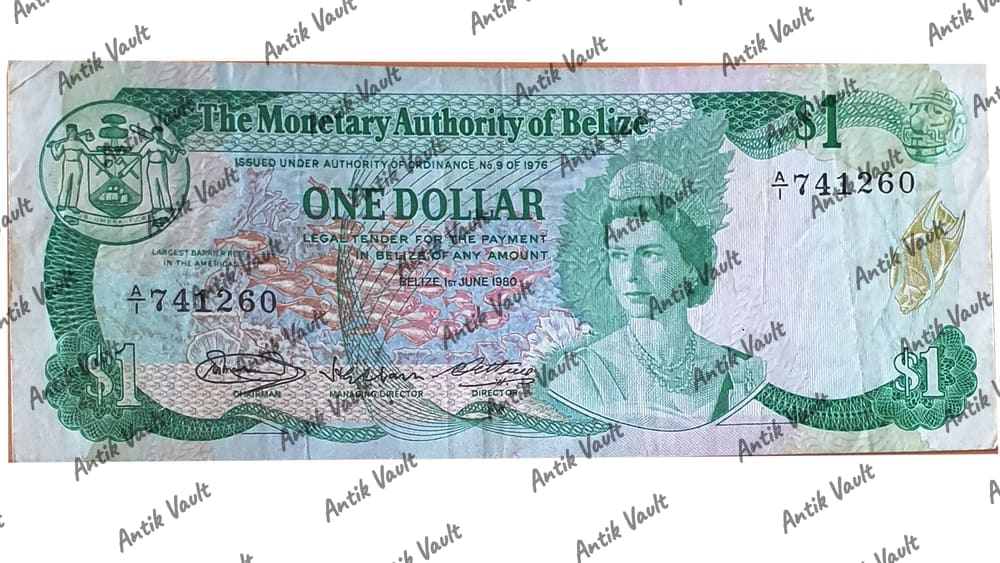 The Monetary Authority of Belize
$1
ISSUED UNDER AUTHORITY OF ORDINANCE No. 9 OF 1976
ONE DOLLAR
A/1 741260
LEGAL TENDER FOR THE PAYMENT
IN BELIZE OF ANY AMOUNT
LARGEST BARRIER REEF
IN THE AMERICAS
BELIZE 1ST JUNE 1980
A/1 741260
$1
CHAIRMAN
MANAGING DIRECTOR
DIRECTOR
$1
Antik Vault